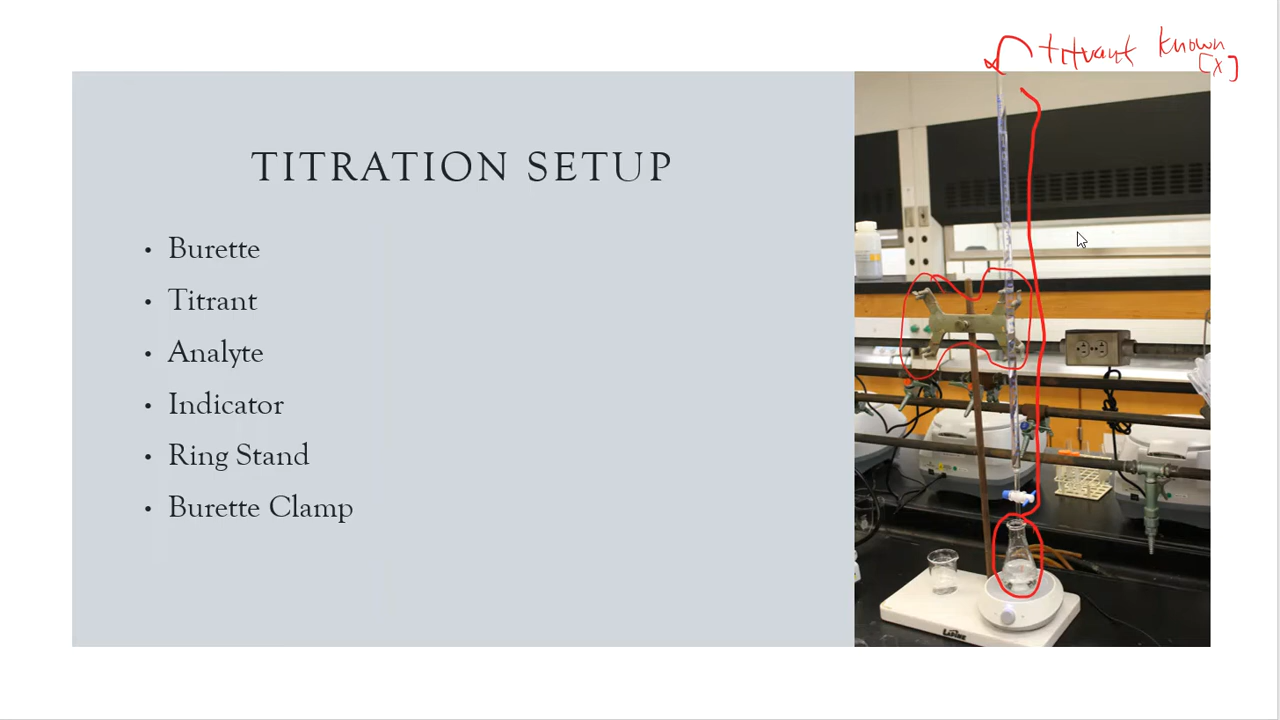 titrant known
[x]
TITRATION SETUP
• Burette
• Titrant
• Analyte
• Indicator
• Ring Stand
• Burette Clamp